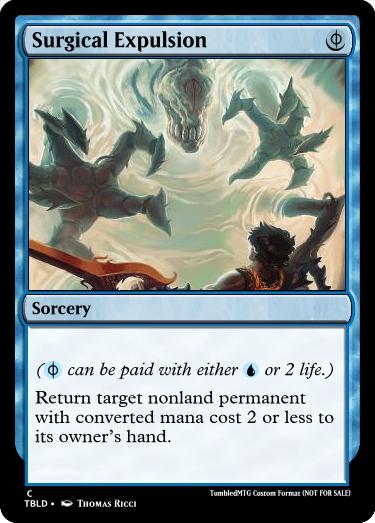 Surgical Expulsion
Sorcery
( can be paid with either or 2 life.)
Return target nonland permanent
with converted mana cost 2 or less to
its owner's hand.
C
TBLD • Thomas Ricci
TumbledMTG Custom Format (NOT FOR SALE)